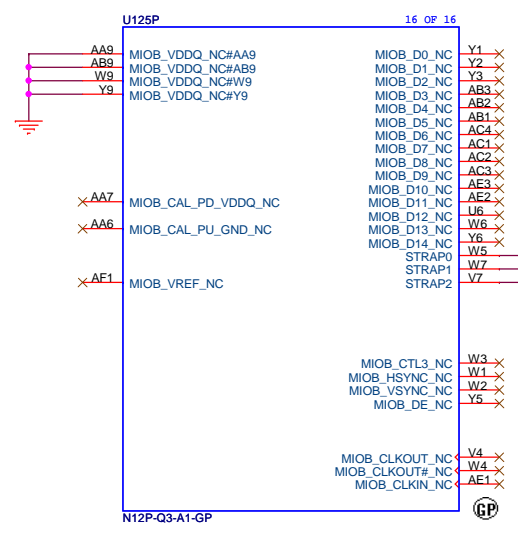 U125P 16 OF 16
AA9 MIOB_VDDQ_NC#AA9 MIOB_D0_NC Y1
AB9 MIOB_VDDQ_NC#AB9 MIOB_D1_NC Y2
W9 MIOB_VDDQ_NC#W9 MIOB_D2_NC Y3
Y9 MIOB_VDDQ_NC#Y9 MIOB_D3_NC AB3
MIOB_D4_NC AB2
MIOB_D5_NC AB1
MIOB_D6_NC AC4
MIOB_D7_NC AC1
MIOB_D8_NC AC2
MIOB_D9_NC AC3
MIOB_D10_NC AE3
AA7 MIOB_CAL_PD_VDDQ_NC MIOB_D11_NC AE2
MIOB_D12_NC U6
AA6 MIOB_CAL_PU_GND_NC MIOB_D13_NC W6
MIOB_D14_NC Y6
STRAP0 W5
STRAP1 W7
AF1 MIOB_VREF_NC STRAP2 V7
MIOB_CTL3_NC W3
MIOB_HSYNC_NC W1
MIOB_VSYNC_NC W2
MIOB_DE_NC Y5
MIOB_CLKOUT_NC V4
MIOB_CLKOUT#_NC W4
MIOB_CLKIN_NC AE1
GP
N12P-Q3-A1-GP